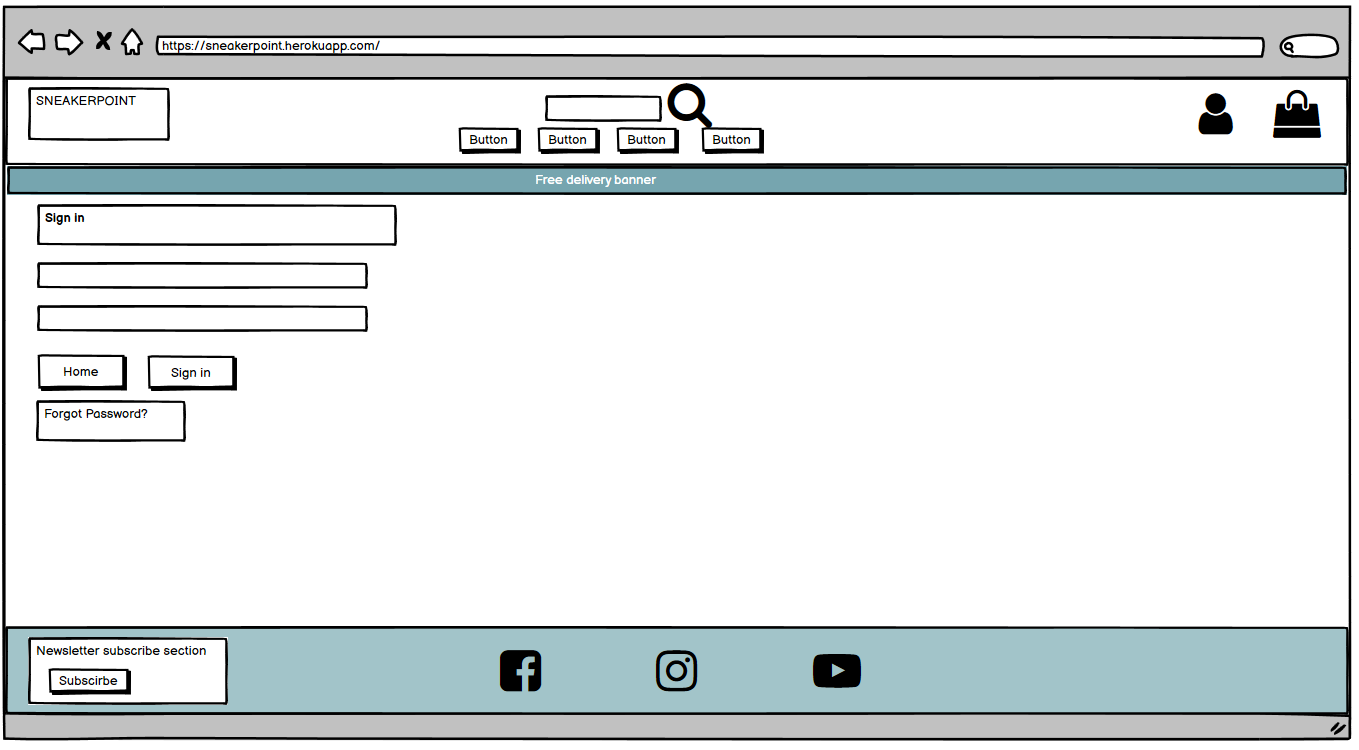 https://sneakerpoint.herokuapp.com/
SNEAKERPOINT
Button Button Button Button
Free delivery banner
Sign in
Home Sign in
Forgot Password?
Newsletter subscribe section
Subscirbe